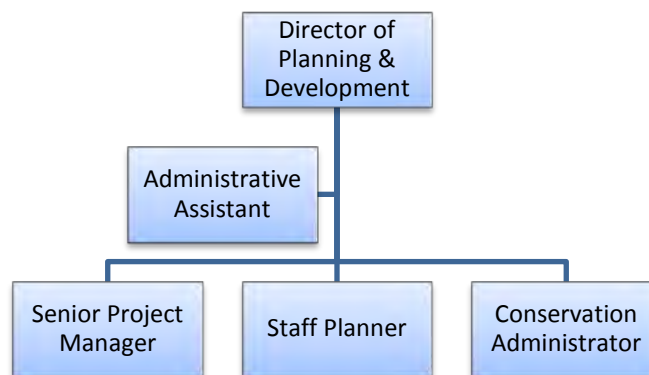 Director of
Planning &
Development
Administrative
Assistant
Senior Project
Manager
Staff Planner
Conservation
Administrator